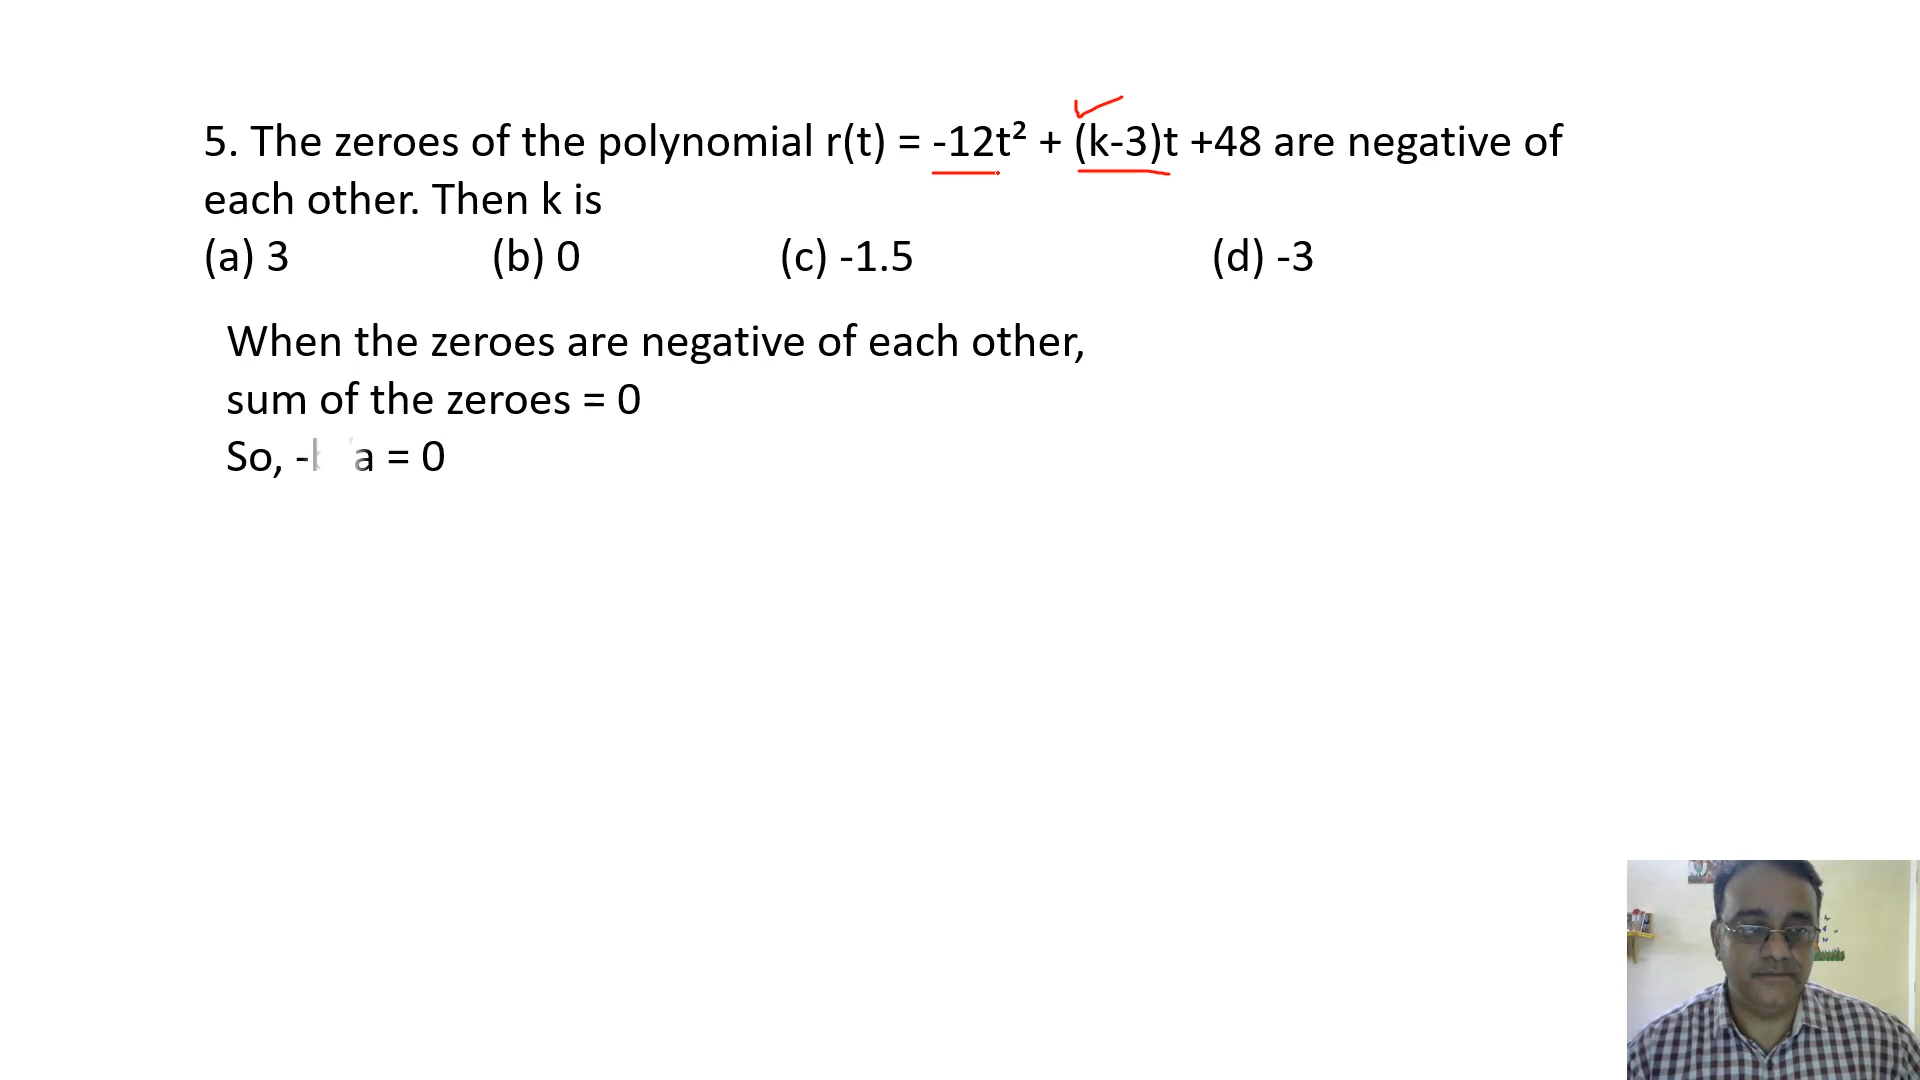 5. The zeroes of the polynomial r(t) = -12t² + (k-3)t +48 are negative of
each other. Then k is
(a) 3 (b) 0 (c) -1.5 (d) -3
When the zeroes are negative of each other,
sum of the zeroes = 0
So, - a = 0